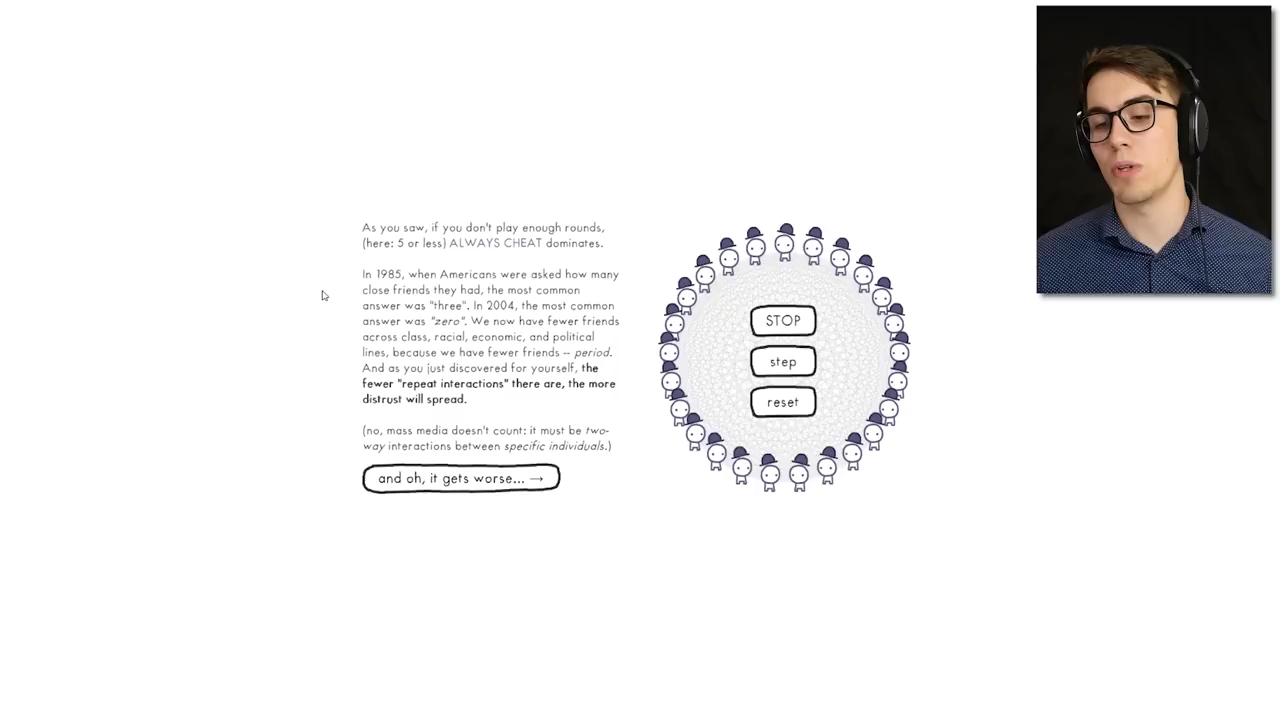 As you saw, if you don't play enough rounds,
(here: 5 or less) ALWAYS CHEAT dominates.
In 1985, when Americans were asked how many
close friends they had, the most common
answer was "three". In 2004, the most common
answer was "zero". We now have fewer friends
across class, racial, economic, and political
lines, because we have fewer friends -- period.
And as you just discovered for yourself, the
fewer "repeat interactions" there are, the more
distrust will spread.
(no, mass media doesn't count: it must be two-
way interactions between specific individuals.)
and oh, it gets worse... →
STOP
step
reset